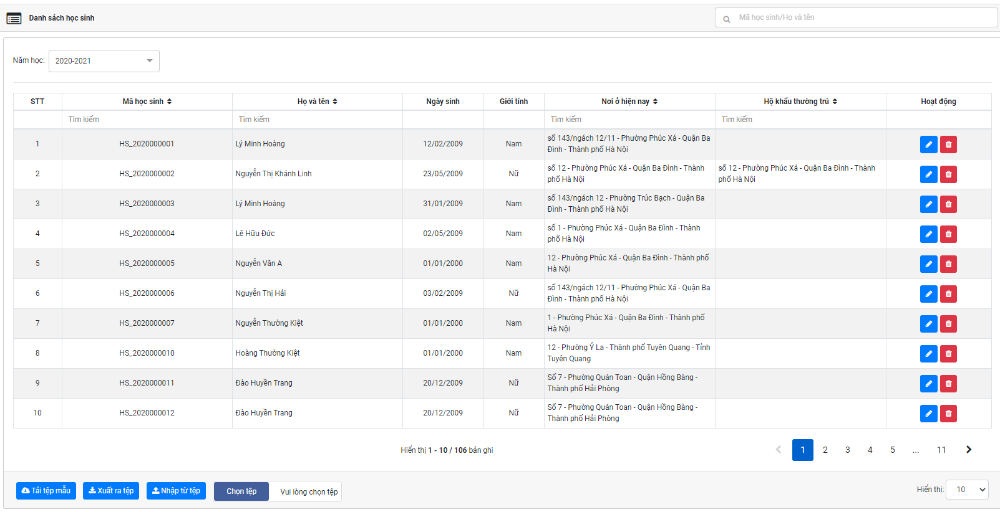 Danh sách học sinh
Mã học sinh/Họ và tên
Năm học: 2020-2021
STT Mã học sinh Họ và tên Ngày sinh Giới tính Nơi ở hiện nay Hộ khẩu thường trú Hoạt động
Tìm kiếm Tìm kiếm Tìm kiếm Tìm kiếm
1 HS_2020000001 Lý Minh Hoàng 12/02/2009 Nam số 143/ngách 12/11 - Phường Phúc Xá - Quận Ba
Đình - Thành phố Hà Nội
2 HS_2020000002 Nguyễn Thị Khánh Linh 23/05/2009 Nữ số 12 - Phường Phúc Xá - Quận Ba Đình - Thành
phố Hà Nội
số 12 - Phường Phúc Xá - Quận Ba Đình - Thành
phố Hà Nội
3 HS_2020000003 Lý Minh Hoàng 31/01/2009 Nam số 143/ngách 12 - Phường Trúc Bạch - Quận Ba
Đình - Thành phố Hà Nội
4 HS_2020000004 Lê Hữu Đức 02/05/2009 Nam số 1 - Phường Phúc Xá - Quận Ba Đình - Thành
phố Hà Nội
5 HS_2020000005 Nguyễn Văn A 01/01/2000 Nam 12 - Phường Phúc Xá - Quận Ba Đình - Thành phố
Hà Nội
6 HS_2020000006 Nguyễn Thị Hải 03/02/2009 Nữ số 143/ngách 12/11 - Phường Phúc Xá - Quận Ba
Đình - Thành phố Hà Nội
7 HS_2020000007 Nguyễn Thường Kiệt 01/01/2000 Nam 1 - Phường Phúc Xá - Quận Ba Đình - Thành phố
Hà Nội
8 HS_2020000010 Hoàng Thường Kiệt 01/01/2000 Nam 12 - Phường Ỷ La - Thành phố Tuyên Quang - Tỉnh
Tuyên Quang
9 HS_2020000011 Đào Huyền Trang 20/12/2009 Nữ Số 7 - Phường Quán Toan - Quận Hồng Bàng -
Thành phố Hải Phòng
10 HS_2020000012 Đào Huyền Trang 20/12/2009 Nữ Số 7 - Phường Quán Toan - Quận Hồng Bàng -
Thành phố Hải Phòng
Hiển thị 1 - 10 / 106 bản ghi
1 2 3 4 5 ... 11
Tải tệp mẫu Xuất ra tệp Nhập từ tệp Chọn tệp Vui lòng chọn tệp
Hiển thị: 10